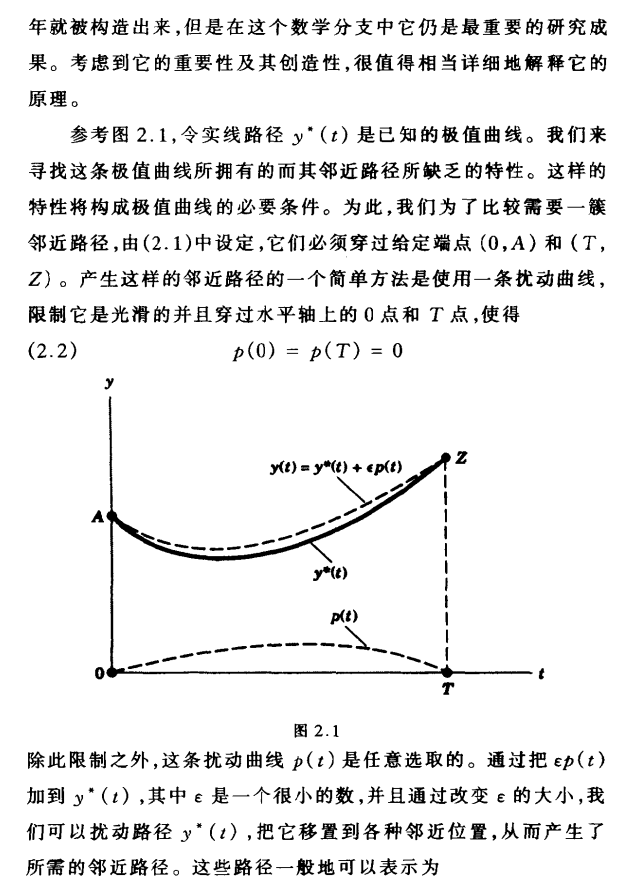 年就被构造出来,但是在这个数学分支中它仍是最重要的研究成
果。考虑到它的重要性及其创造性,很值得相当详细地解释它的
原理。
参考图 2.1,令实线路径 y*(t) 是已知的极值曲线。我们来
寻找这条极值曲线所拥有的而其邻近路径所缺乏的特性。这样的
特性将构成极值曲线的必要条件。为此,我们为了比较需要一簇
邻近路径,由(2.1)中设定,它们必须穿过给定端点 (0,A) 和 (T,
Z)。产生这样的邻近路径的一个简单方法是使用一条扰动曲线,
限制它是光滑的并且穿过水平轴上的 0 点和 T 点,使得
(2.2) p(0) = p(T) = 0
y
y(t) = y*(t) + ϵp(t)
Z
A
y*(t)
p(t)
0
T
t
图 2.1
除此限制之外,这条扰动曲线 p(t) 是任意选取的。通过把 εp(t)
加到 y*(t) ,其中 ε 是一个很小的数,并且通过改变 ε 的大小,我
们可以扰动路径 y*(t) ,把它移置到各种邻近位置,从而产生了
所需的邻近路径。这些路径一般地可以表示为